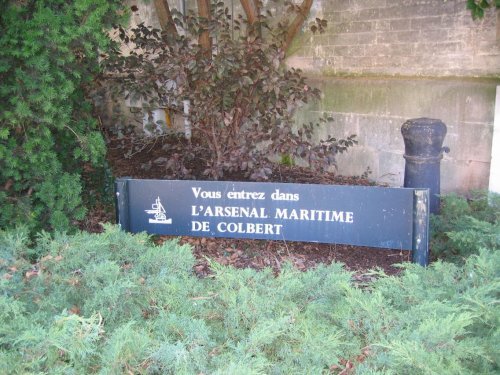 Vous entrez dans
L'ARSENAL MARITIME
DE COLBERT